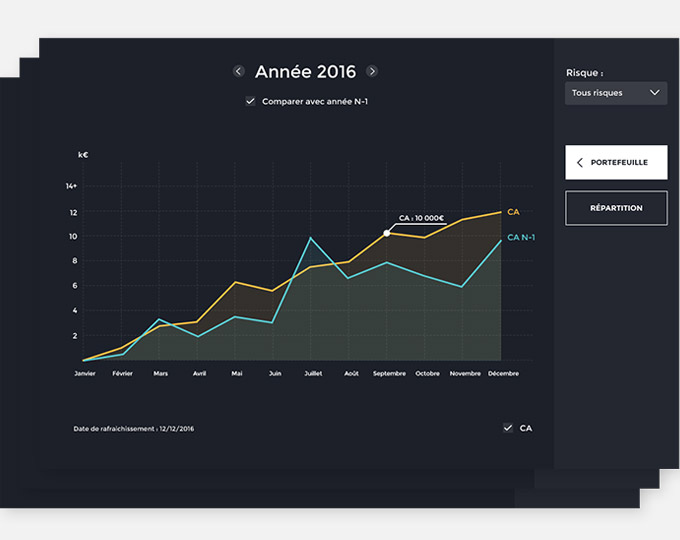 Année 2016
Comparer avec année N-1
Risque :
Tous risques
PORTEFEUILLE
RÉPARTITION
k€
14+
12
10
8
6
4
2
CA : 10 000€
CA
CA N-1
Janvier Février Mars Avril Mai Juin Juillet Août Septembre Octobre Novembre Décembre
Date de rafraichissement : 12/12/2016
CA